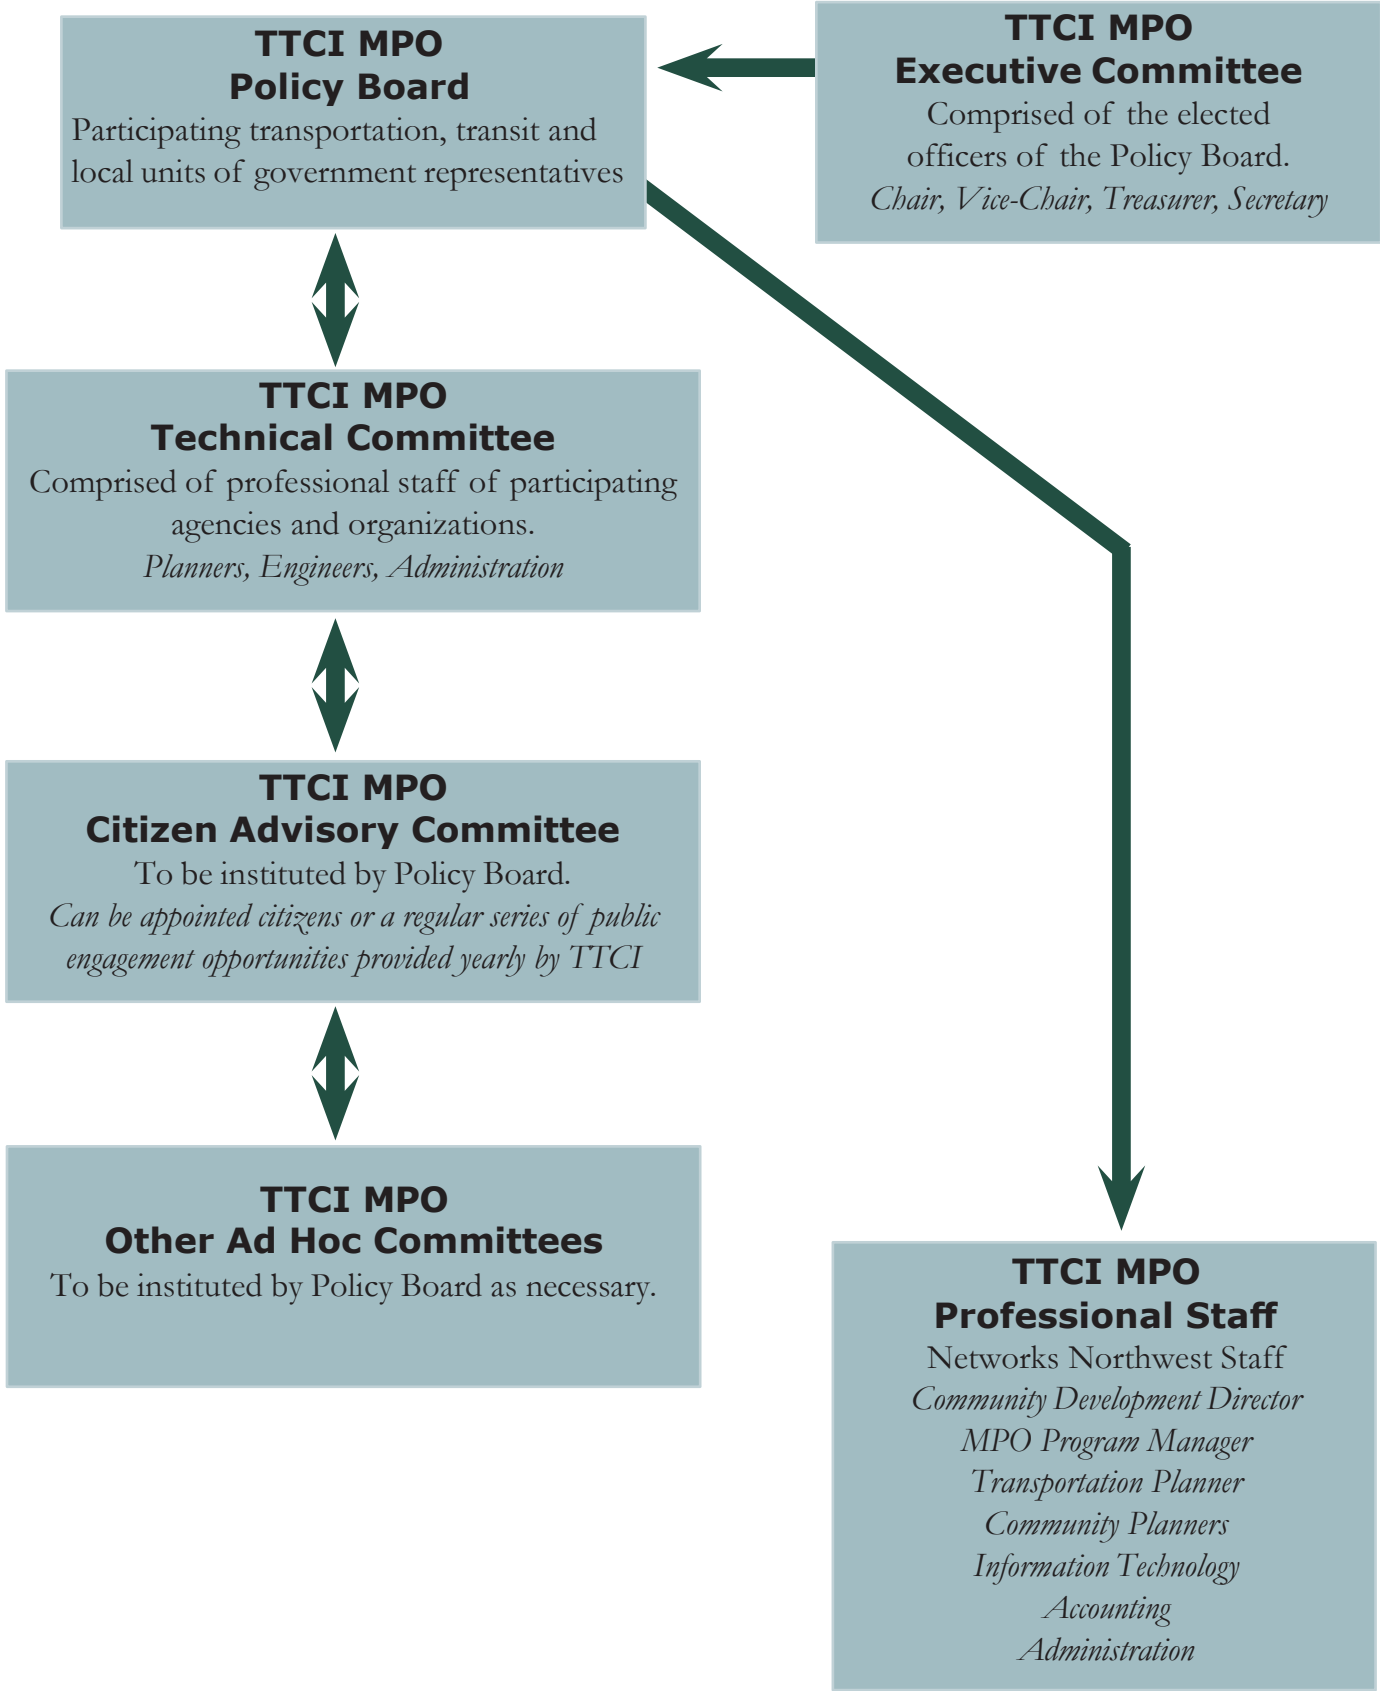 TTCI MPO
Policy Board
Participating transportation, transit and
local units of government representatives
TTCI MPO
Executive Committee
Comprised of the elected
officers of the Policy Board.
Chair, Vice-Chair, Treasurer, Secretary
TTCI MPO
Technical Committee
Comprised of professional staff of participating
agencies and organizations.
Planners, Engineers, Administration
TTCI MPO
Citizen Advisory Committee
To be instituted by Policy Board.
Can be appointed citizens or a regular series of public
engagement opportunities provided yearly by TTCI
TTCI MPO
Other Ad Hoc Committees
To be instituted by Policy Board as necessary.
TTCI MPO
Professional Staff
Networks Northwest Staff
Community Development Director
MPO Program Manager
Transportation Planner
Community Planners
Information Technology
Accounting
Administration